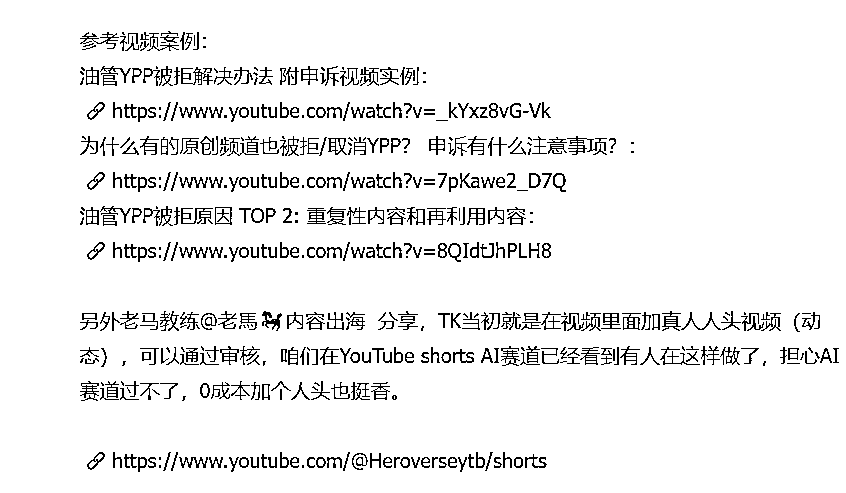 参考视频案例：
油管YPP被拒解决办法 附申诉视频实例：
🔗 https://www.youtube.com/watch?v=_kYxz8vG-Vk
为什么有的原创频道也被拒/取消YPP？ 申诉有什么注意事项？：
🔗 https://www.youtube.com/watch?v=7pKawe2_D7Q
油管YPP被拒原因 TOP 2: 重复性内容和再利用内容：
🔗 https://www.youtube.com/watch?v=8QIdtJhPLH8
另外老马教练@老馬🐎内容出海 分享，TK当初就是在视频里面加真人人头视频（动
态），可以通过审核，咱们在YouTube shorts AI赛道已经看到有人在这样做了，担心AI
赛道过不了，0成本加个人头也挺香。
🔗 https://www.youtube.com/@Heroverseytb/shorts